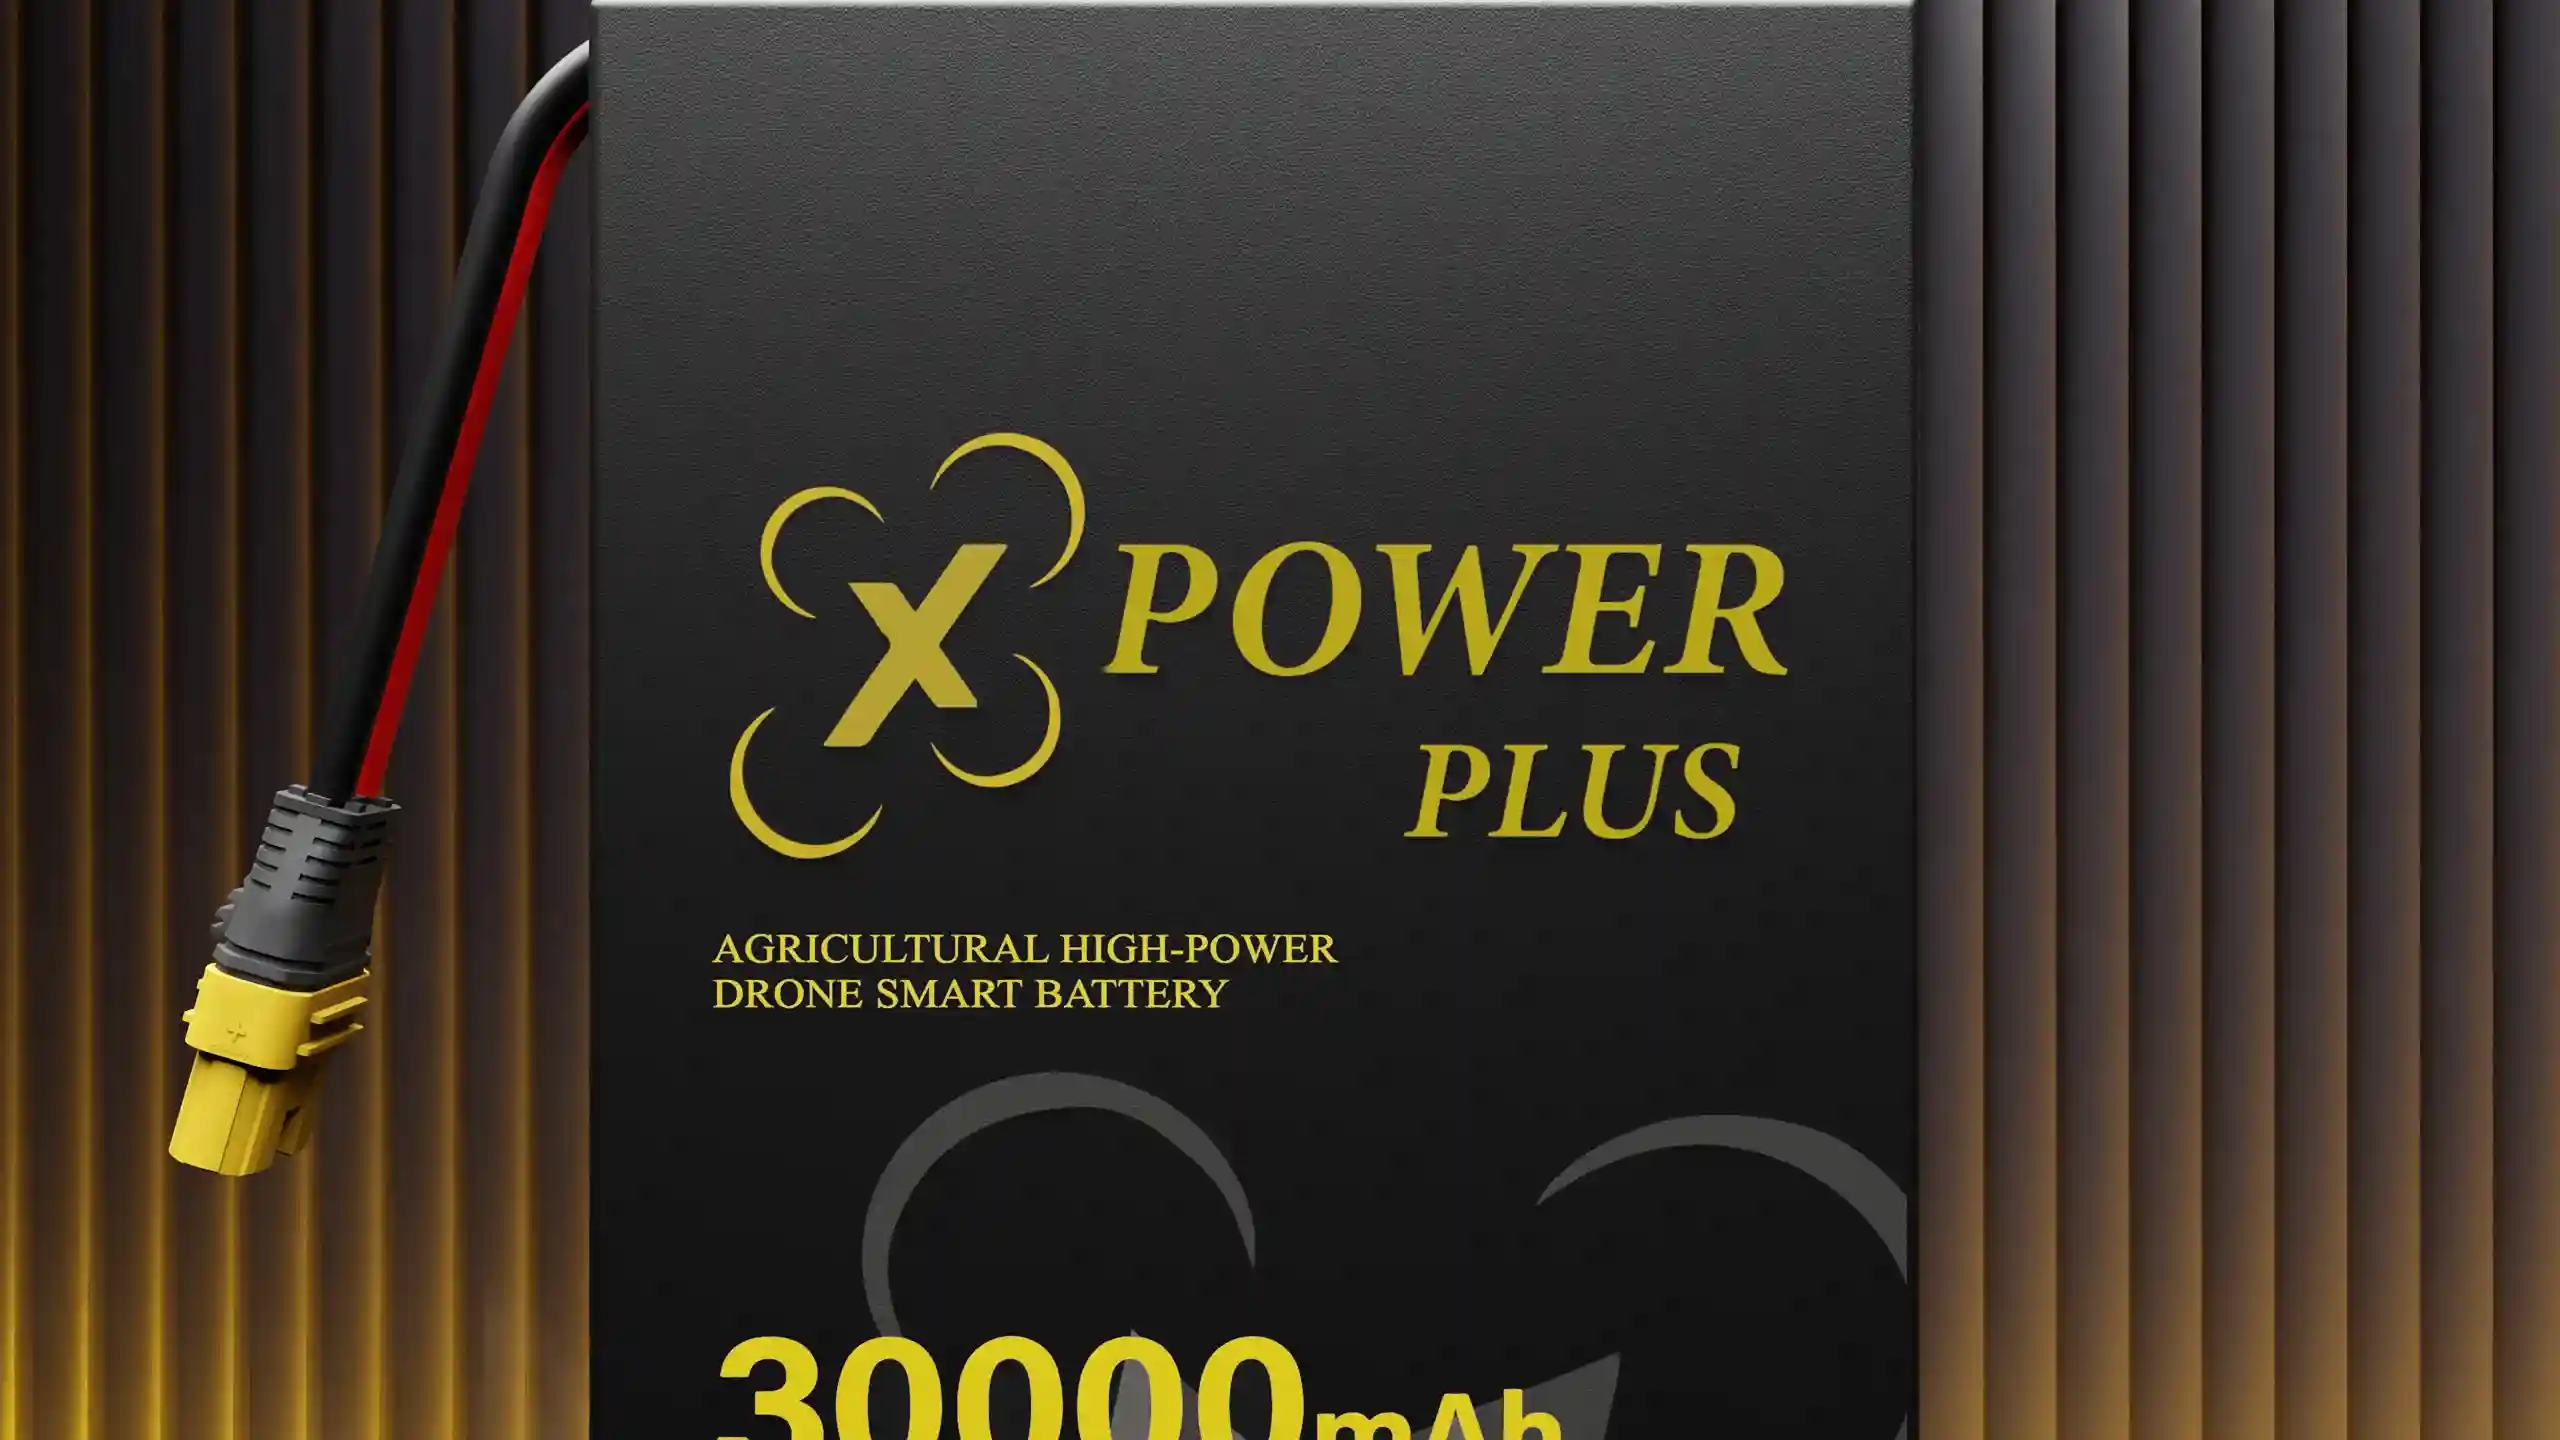 X POWER
PLUS
AGRICULTURAL HIGH-POWER
DRONE SMART BATTERY
30000mAh